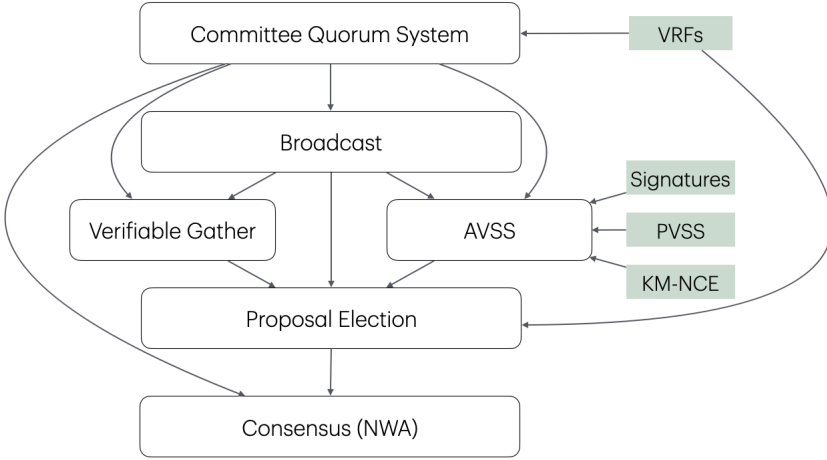 Committee Quorum System
VRFs
Broadcast
Signatures
Verifiable Gather
AVSS
PVSS
KM-NCE
Proposal Election
Consensus (NWA)